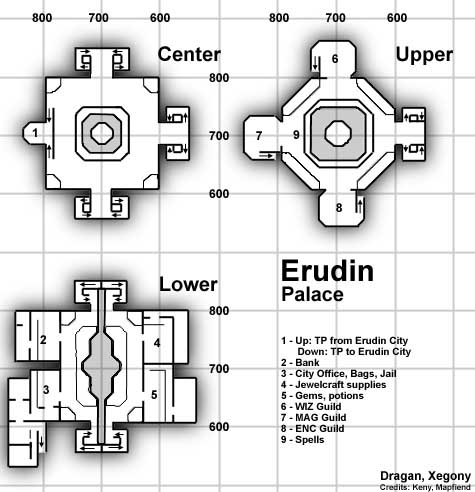 800 700 600
800 700 600
Center
Upper
6
800
1
700
7
9
600
8
Lower
Erudin
Palace
800
2
4
1 - Up: TP from Erudin City
Down: TP to Erudin City
2 - Bank
3 - City Office, Bags, Jail
4 - Jewelcraft supplies
5 - Gems, potions
6 - WIZ Guild
7 - MAG Guild
8 - ENC Guild
9 - Spells
700
3
5
600
Dragan, Xegony
Credits: Keny, Mapfiend